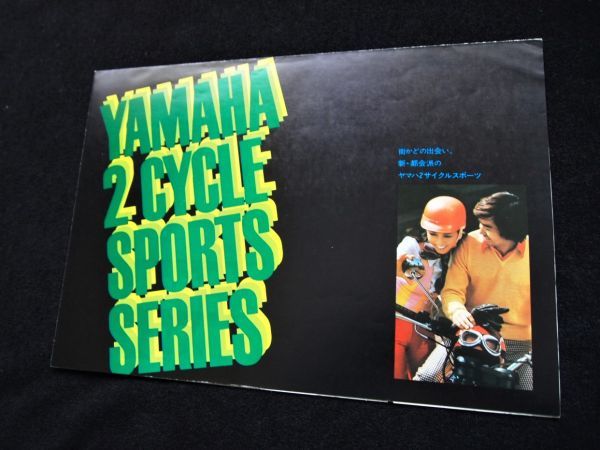 YAMAHA
2 CYCLE
SPORTS
SERIES
街かどの出会い。
新・都会派の
ヤマハ2サイクルスポーツ